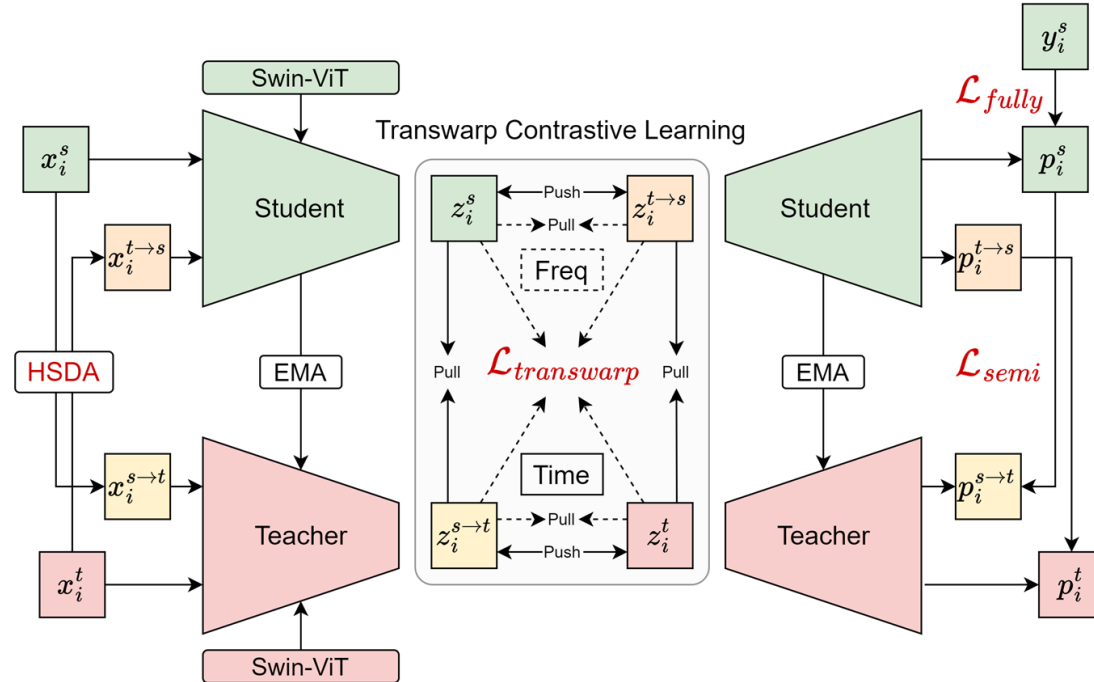 y_i^s
Swin-ViT
L_fully
Transwarp Contrastive Learning
x_i^s
p_i^s
z_i^s
Push
z_i^{t→s}
Student
Student
Pull
x_i^{t→s}
p_i^{t→s}
Freq
HSDA
EMA
Pull
L_transwarp
Pull
EMA
L_semi
x_i^{s→t}
Time
p_i^{s→t}
Teacher
z_i^{s→t}
Pull
z_i^t
Teacher
Push
x_i^t
p_i^t
Swin-ViT